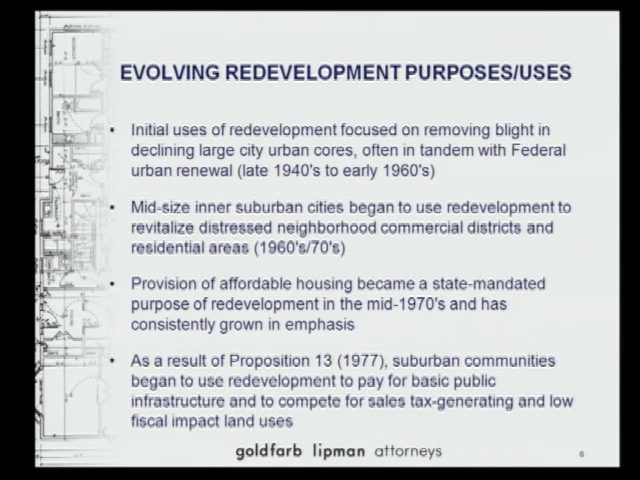 EVOLVING REDEVELOPMENT PURPOSES/USES
• Initial uses of redevelopment focused on removing blight in
declining large city urban cores, often in tandem with Federal
urban renewal (late 1940's to early 1960's)
• Mid-size inner suburban cities began to use redevelopment to
revitalize distressed neighborhood commercial districts and
residential areas (1960's/70's)
• Provision of affordable housing became a state-mandated
purpose of redevelopment in the mid-1970's and has
consistently grown in emphasis
• As a result of Proposition 13 (1977), suburban communities
began to use redevelopment to pay for basic public
infrastructure and to compete for sales tax-generating and low
fiscal impact land uses
goldfarb lipman attorneys